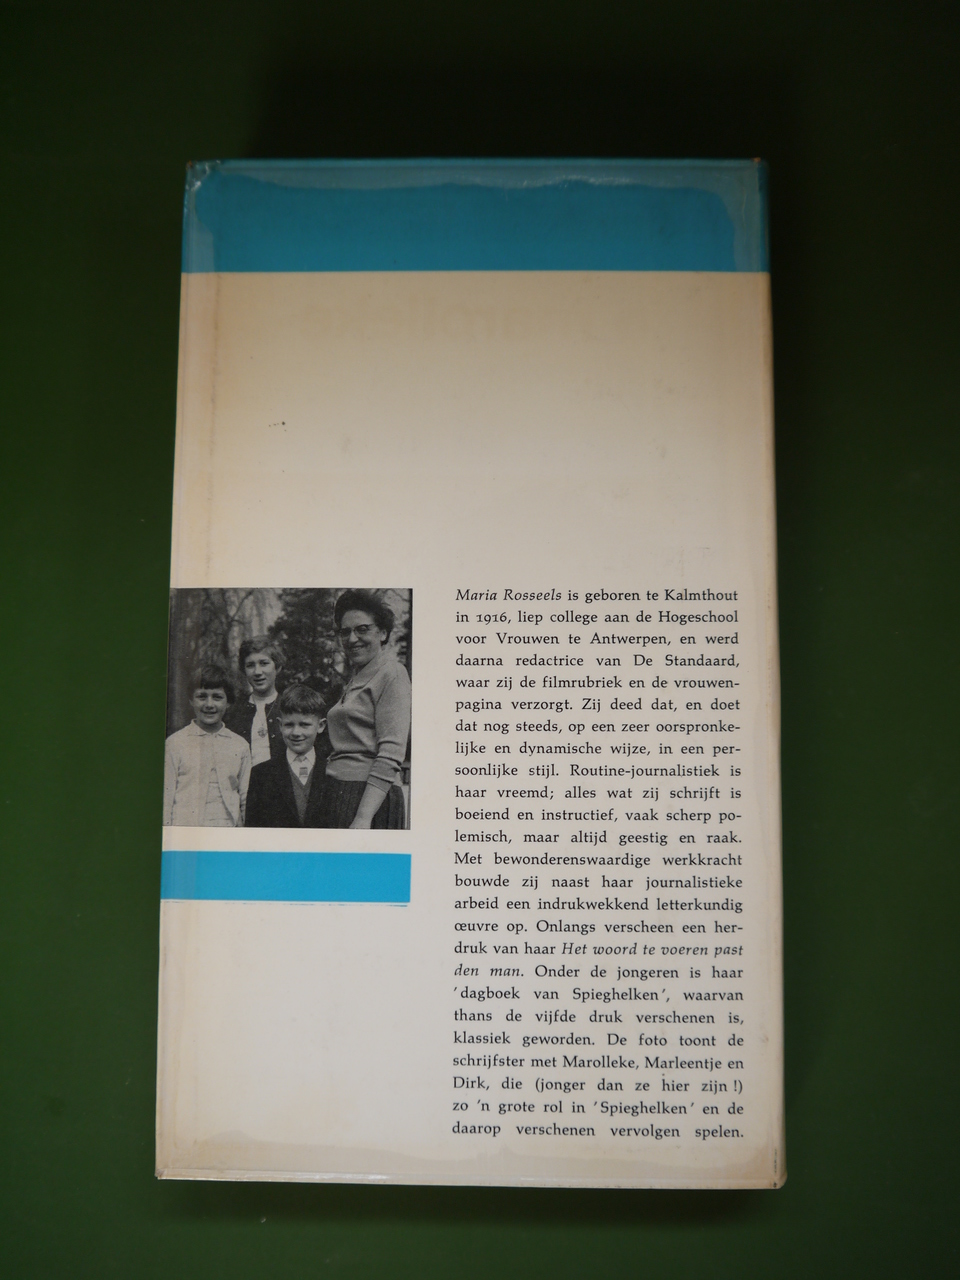 Maria Rosseels is geboren te Kalmthout
in 1916, liep college aan de Hogeschool
voor Vrouwen te Antwerpen, en werd
daarna redactrice van De Standaard,
waar zij de filmrubriek en de vrouwen-
pagina verzorgt. Zij deed dat, en doet
dat nog steeds, op een zeer oorspronke-
lijke en dynamische wijze, in een per-
soonlijke stijl. Routine-journalistiek is
haar vreemd; alles wat zij schrijft is
boeiend en instructief, vaak scherp po-
lemisch, maar altijd geestig en raak.
Met bewonderenswaardige werkkracht
bouwde zij naast haar journalistieke
arbeid een indrukwekkend letterkundig
œuvre op. Onlangs verscheen een her-
druk van haar Het woord te voeren past
den man. Onder de jongeren is haar
'dagboek van Spieghelken', waarvan
thans de vijfde druk verschenen is,
klassiek geworden. De foto toont de
schrijfster met Marolleke, Marleentje en
Dirk, die (jonger dan ze hier zijn!)
zo 'n grote rol in 'Spieghelken' en de
daarop verschenen vervolgen spelen.